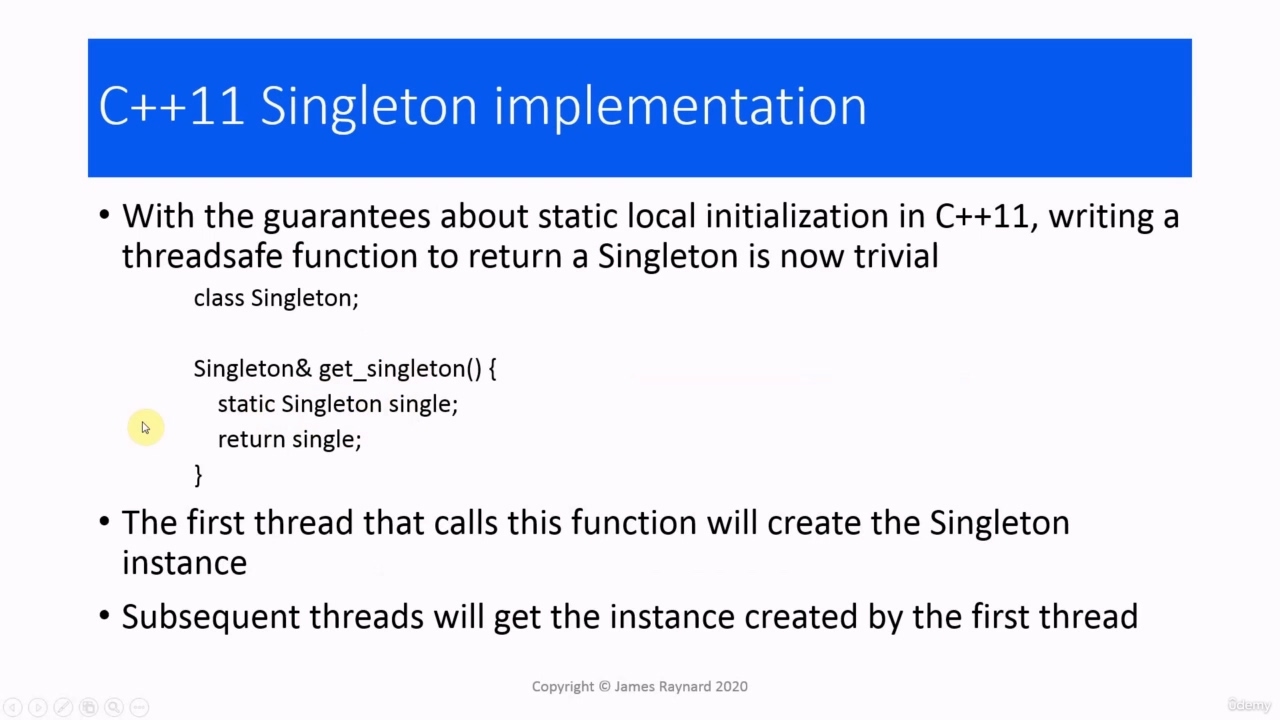 C++11 Singleton implementation
• With the guarantees about static local initialization in C++11, writing a
threadsafe function to return a Singleton is now trivial
class Singleton;
Singleton& get_singleton() {
static Singleton single;
return single;
}
• The first thread that calls this function will create the Singleton
instance
• Subsequent threads will get the instance created by the first thread
Copyright © James Raynard 2020
ûdemy